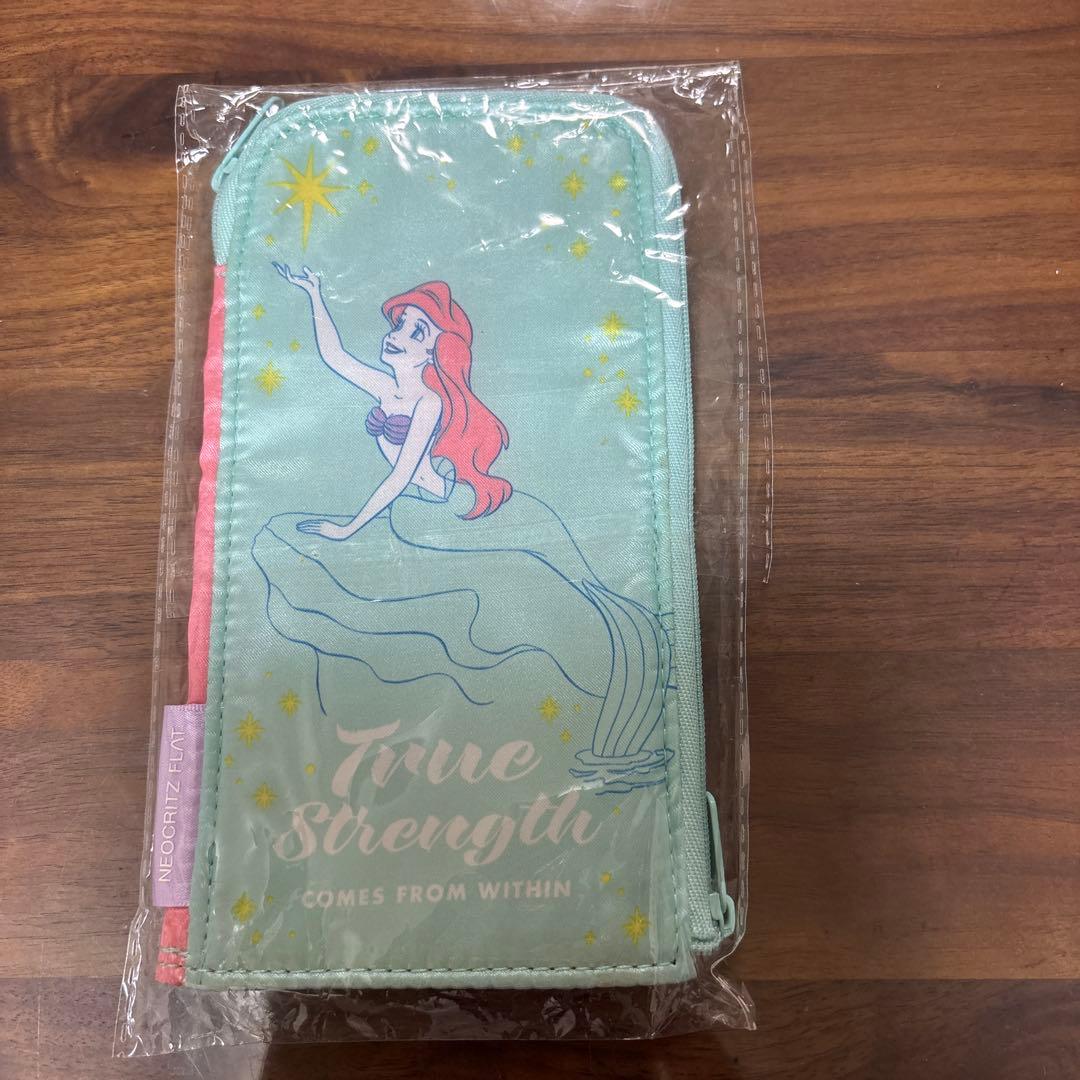 True
Strength
COMES FROM WITHIN
NEOCRITZ FLAT